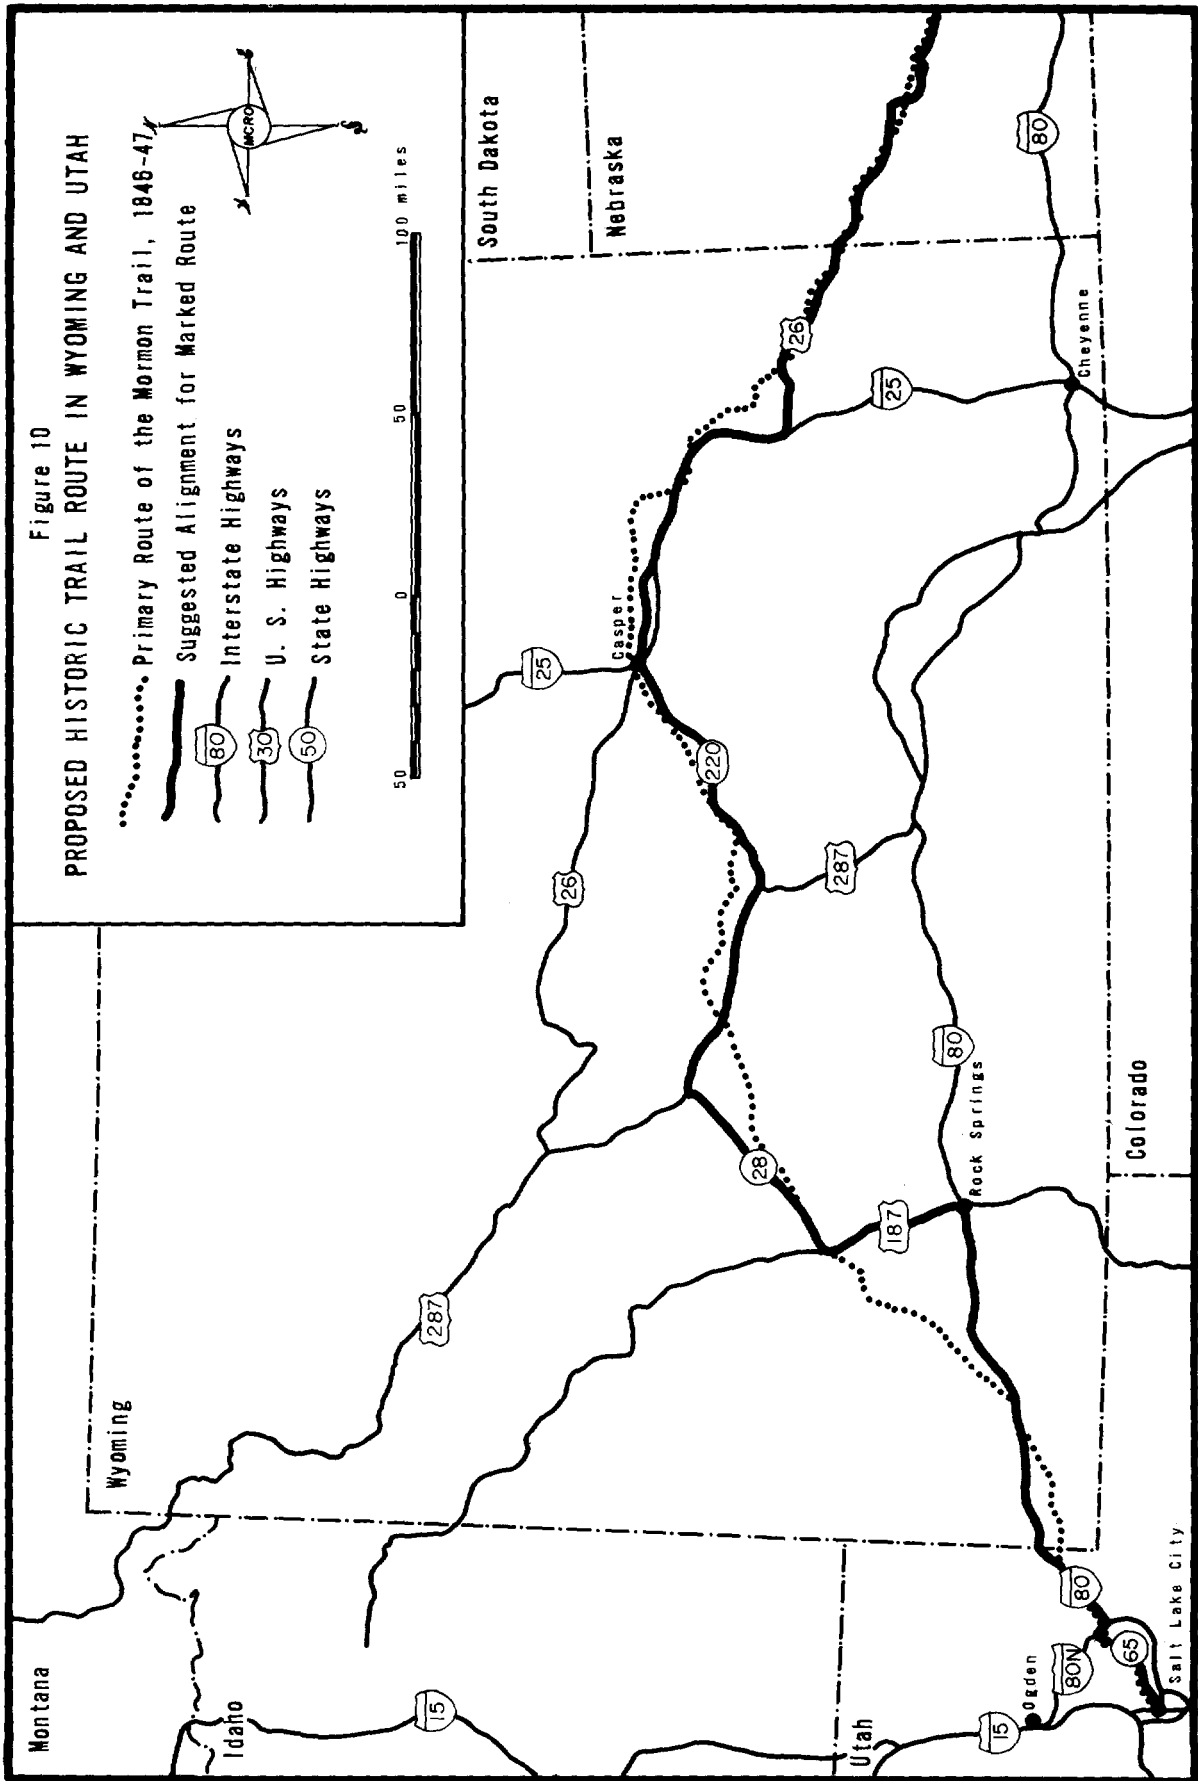 Figure 10
PROPOSED HISTORIC TRAIL ROUTE IN WYOMING AND UTAH
Primary Route of the Mormon Trail, 1846-47
Suggested Alignment for Marked Route
80 Interstate Highways
30 U. S. Highways
50 State Highways
N
E
S
W
MCRO
50 0 50 100 miles
Montana
Idaho
Wyoming
South Dakota
Nebraska
Utah
Colorado
Casper
Cheyenne
Rock Springs
Ogden
Salt Lake City
15
287
26
25
220
26
25
80
287
28
187
80
80
80N
65
15